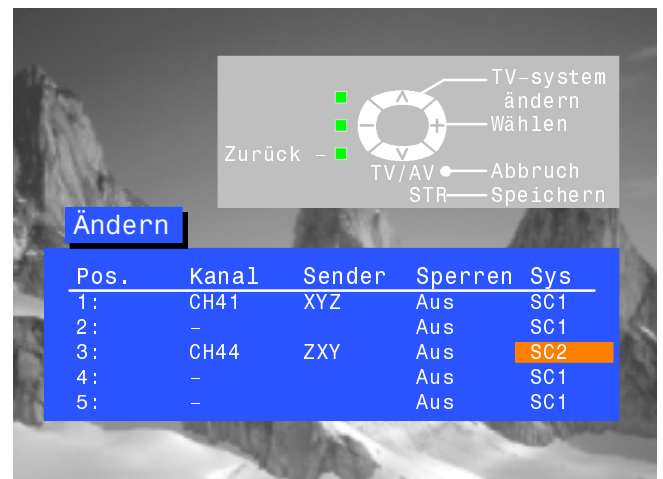 TV-system
ändern
Wählen
Zurück -
TV/AV Abbruch
STR Speichern
Ändern
Pos. Kanal Sender Sperren Sys
1: CH41 XYZ Aus SC1
2: - Aus SC1
3: CH44 ZXY Aus SC2
4: - Aus SC1
5: - Aus SC1